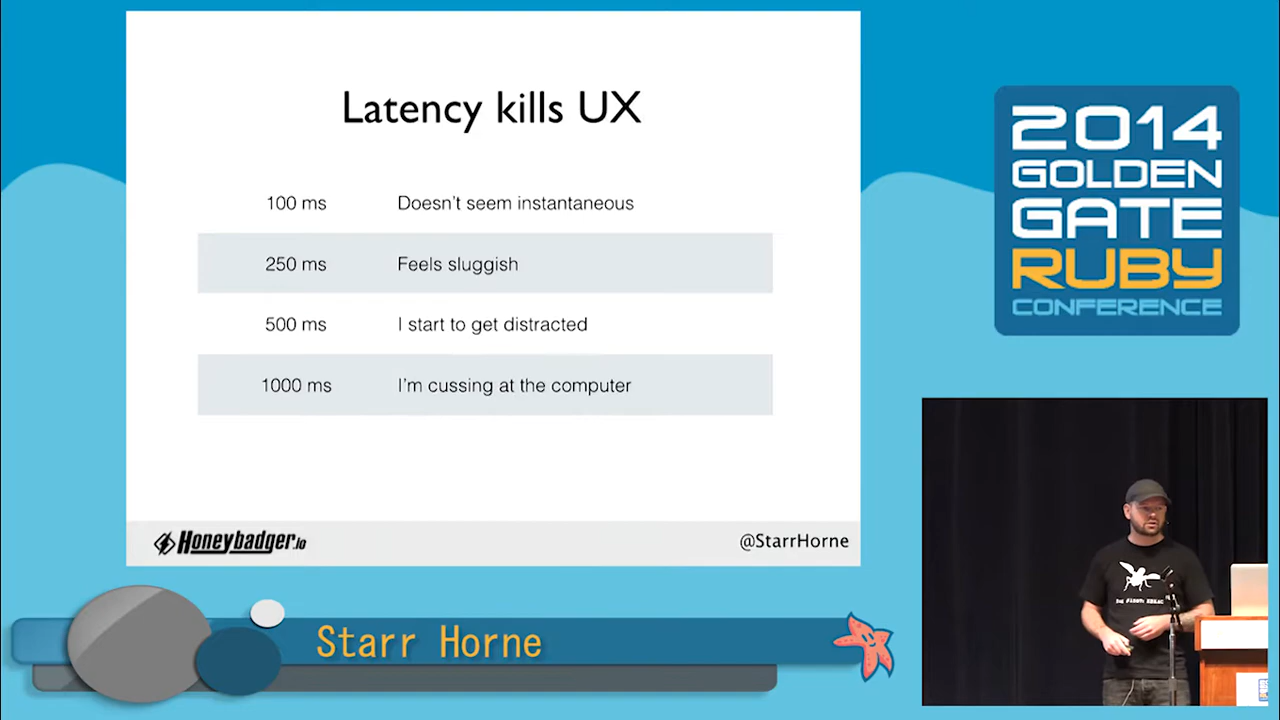 Latency kills UX
100 ms Doesn't seem instantaneous
250 ms Feels sluggish
500 ms I start to get distracted
1000 ms I'm cussing at the computer
Honeybadger.io
@StarrHorne
2014
GOLDEN
GATE
RUBY
CONFERENCE
Starr Horne